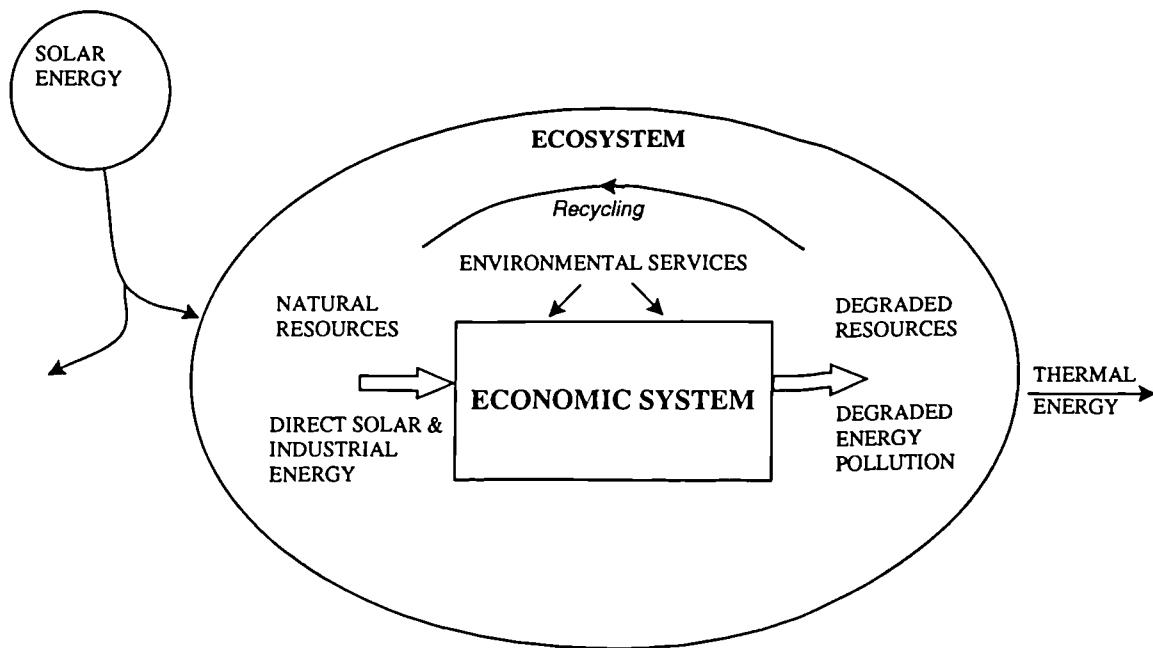 SOLAR
ENERGY
ECOSYSTEM
Recycling
ENVIRONMENTAL SERVICES
NATURAL
RESOURCES
DEGRADED
RESOURCES
ECONOMIC SYSTEM
THERMAL
ENERGY
DIRECT SOLAR &
INDUSTRIAL
ENERGY
DEGRADED
ENERGY
POLLUTION